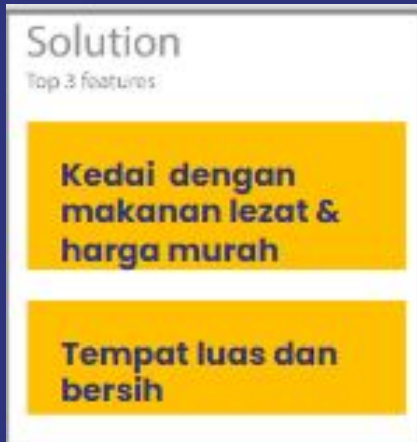 Solution
Top 3 features
Kedai dengan
makanan lezat &
harga murah
Tempat luas dan
bersih